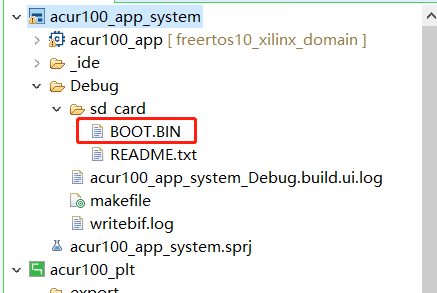 acur100_app_system
acur100_app [ freertos10_xilinx_domain ]
_ide
Debug
sd_card
BOOT.BIN
README.txt
acur100_app_system_Debug.build.ui.log
makefile
writebif.log
acur100_app_system.sprj
acur100_plt
export